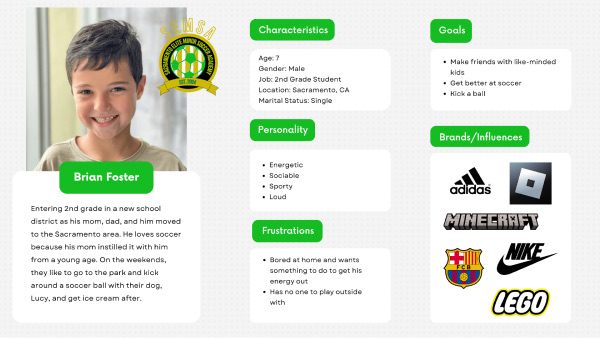 SEMSA
SACRAMENTO ELITE MINOR SOCCER ACADEMY
Brian Foster
Entering 2nd grade in a new school
district as his mom, dad, and him moved
to the Sacramento area. He loves soccer
because his mom instilled it with him
from a young age. On the weekends,
they like to go to the park and kick
around a soccer ball with their dog,
Lucy, and get ice cream after.
Characteristics
Age: 7
Gender: Male
Job: 2nd Grade Student
Location: Sacramento, CA
Marital Status: Single
Personality
Energetic
Sociable
Sporty
Loud
Frustrations
Bored at home and wants
something to do to get his
energy out
Has no one to play outside
with
Goals
Make friends with like-minded
kids
Get better at soccer
Kick a ball
Brands/Influences
adidas
MINECRAFT
FCB
NIKE
LEGO